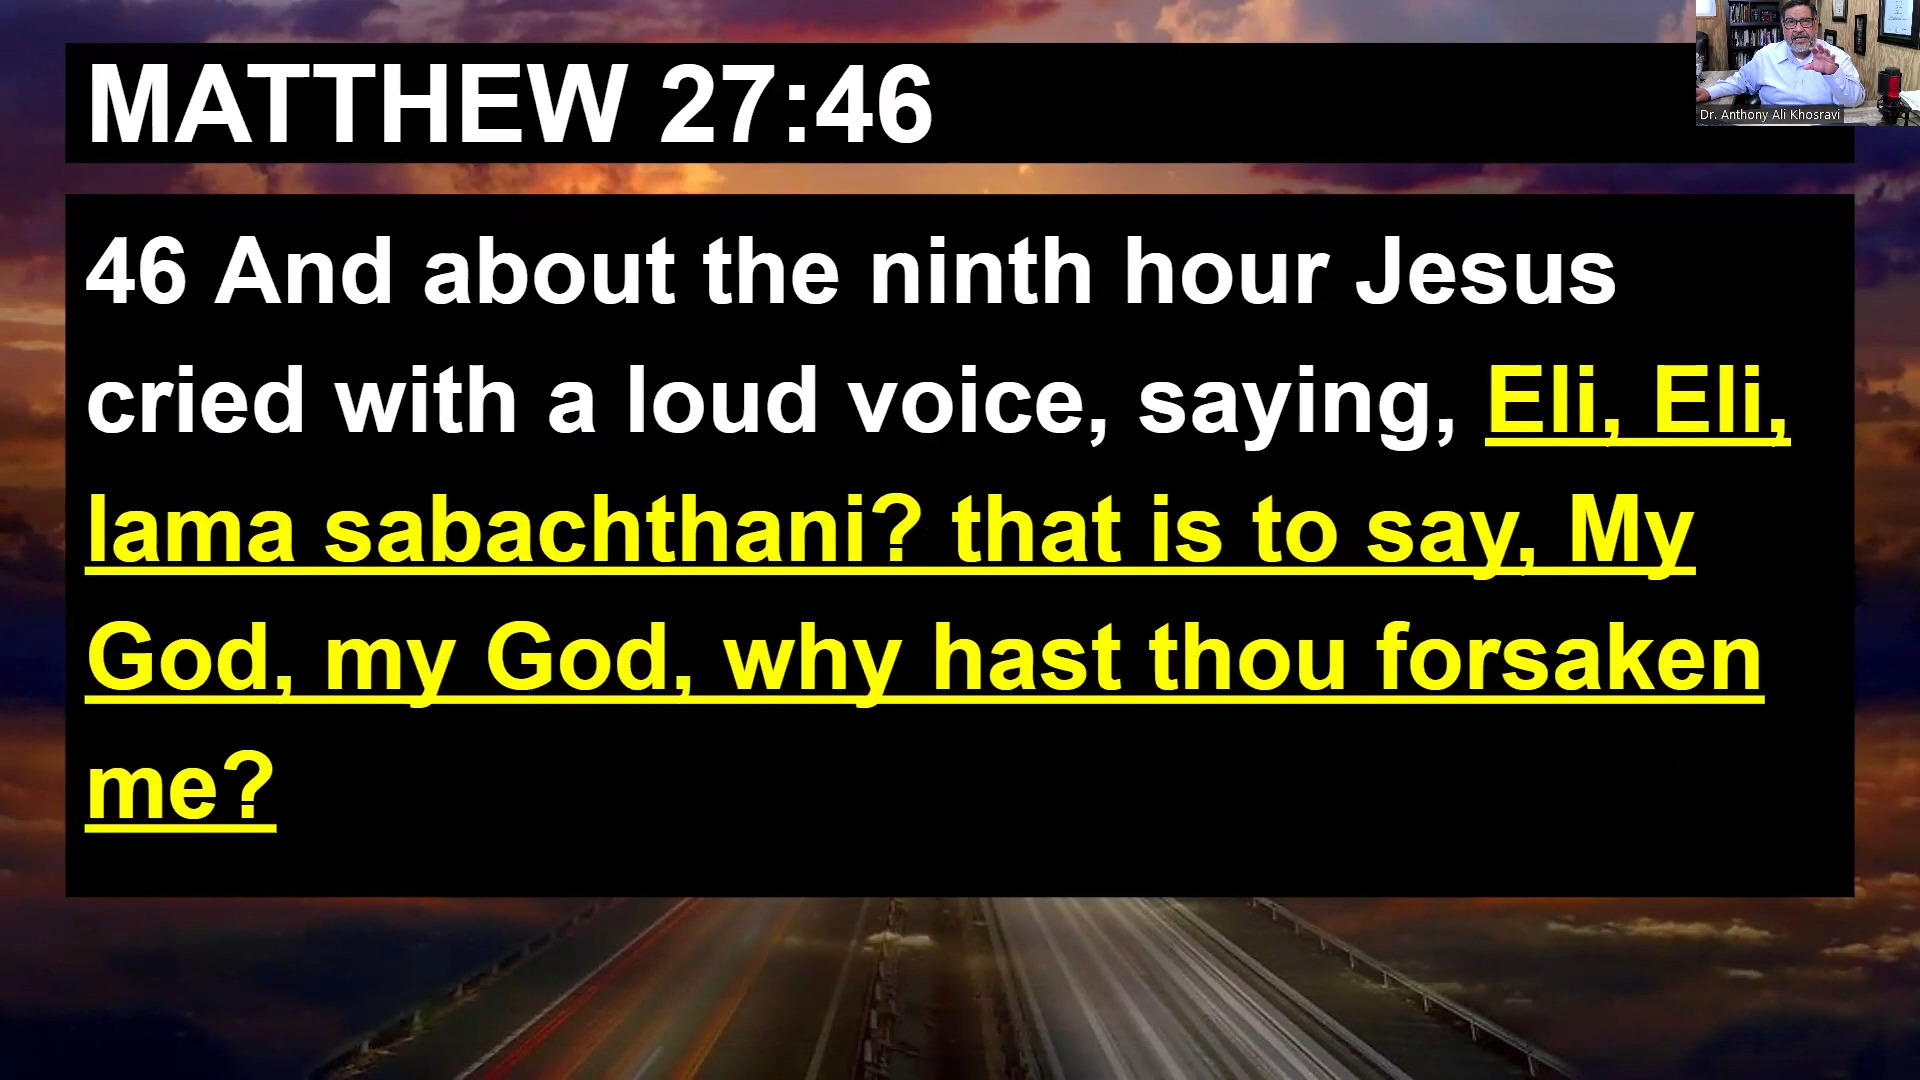 MATTHEW 27:46
Dr. Anthony Ali Khosravi
46 And about the ninth hour Jesus
cried with a loud voice, saying, Eli, Eli,
lama sabachthani? that is to say, My
God, my God, why hast thou forsaken
me?